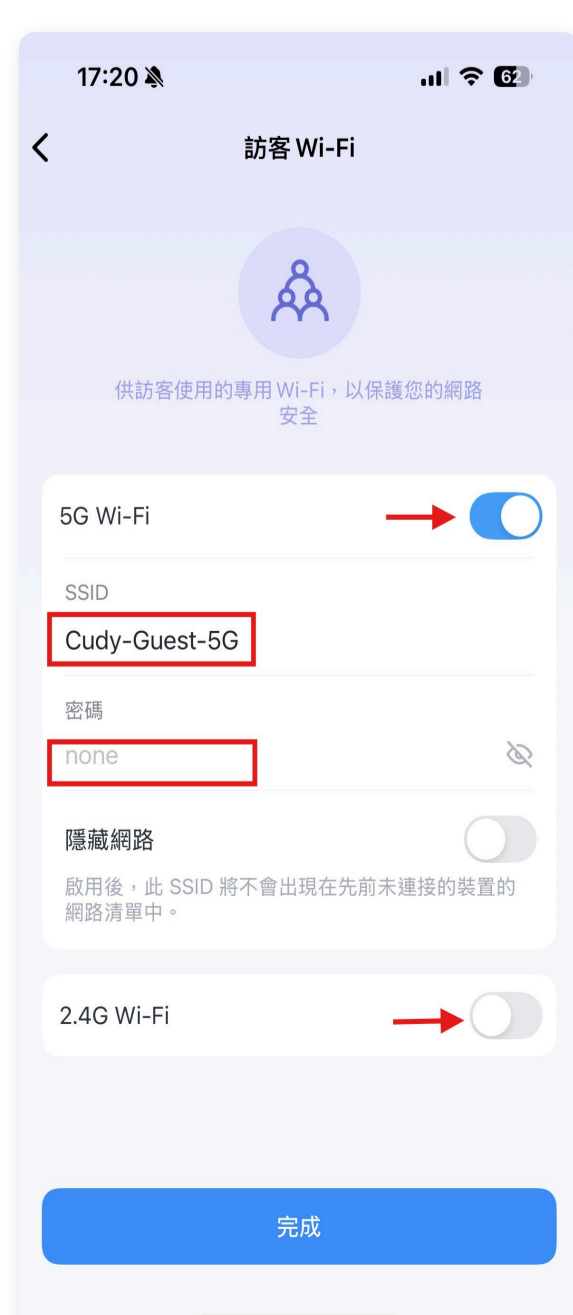 17:20
62
訪客 Wi-Fi
供訪客使用的專用 Wi-Fi，以保護您的網路
安全
5G Wi-Fi
SSID
Cudy-Guest-5G
密碼
none
隱藏網路
啟用後，此 SSID 將不會出現在先前未連接的裝置的
網路清單中。
2.4G Wi-Fi
完成